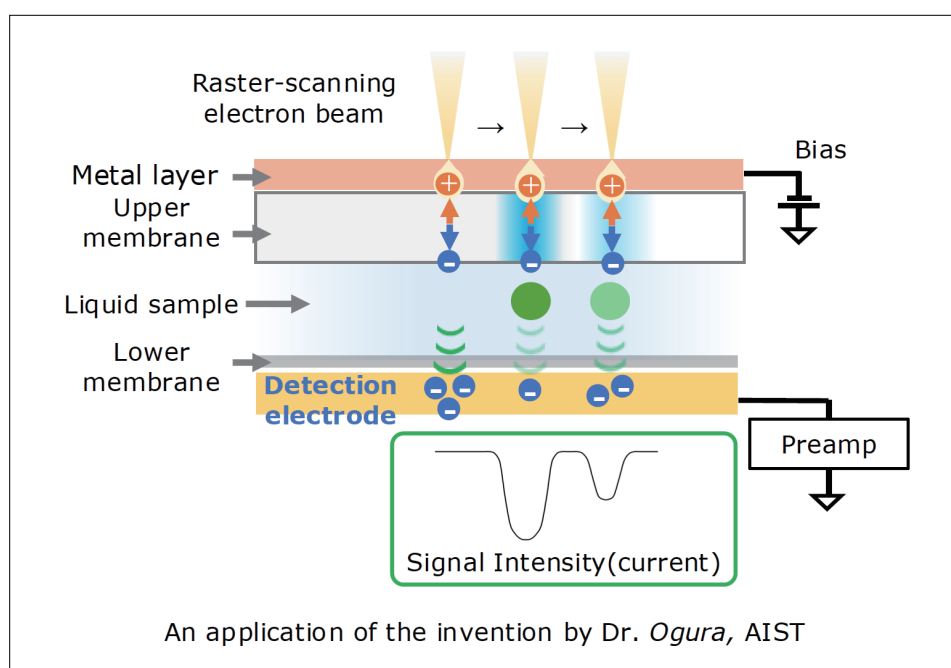 Raster-scanning
electron beam
→ →
Bias
Metal layer
+ + +
Upper
membrane
- - -
Liquid sample
Lower
membrane
Detection
electrode
- - - - - -
Preamp
Signal Intensity(current)
An application of the invention by Dr. Ogura, AIST